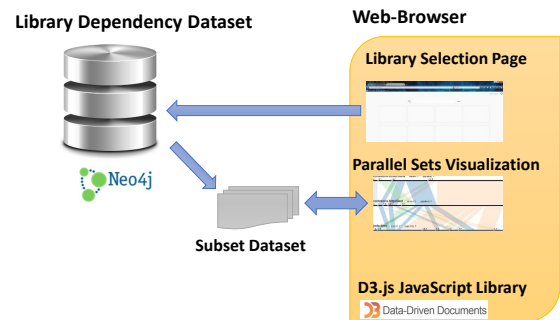 Library Dependency Dataset
Web-Browser
Library Selection Page
Neo4j
Parallel Sets Visualization
Subset Dataset
D3.js JavaScript Library
D3 Data-Driven Documents